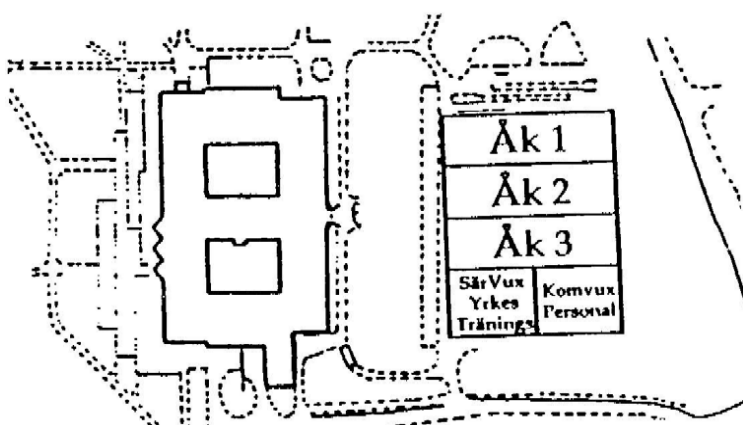 Åk 1
Åk 2
Åk 3
SärVux
Yrkes
Tränings
Komvux
Personal